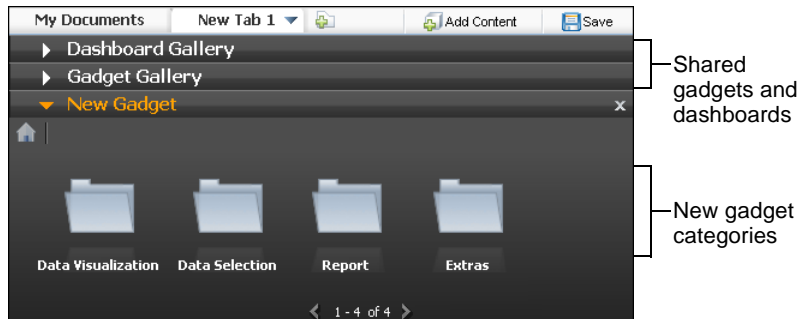 My Documents New Tab 1 Add Content Save
Dashboard Gallery
Gadget Gallery
New Gadget x
Shared
gadgets and
dashboards
Data Visualization Data Selection Report Extras
New gadget
categories
1 - 4 of 4